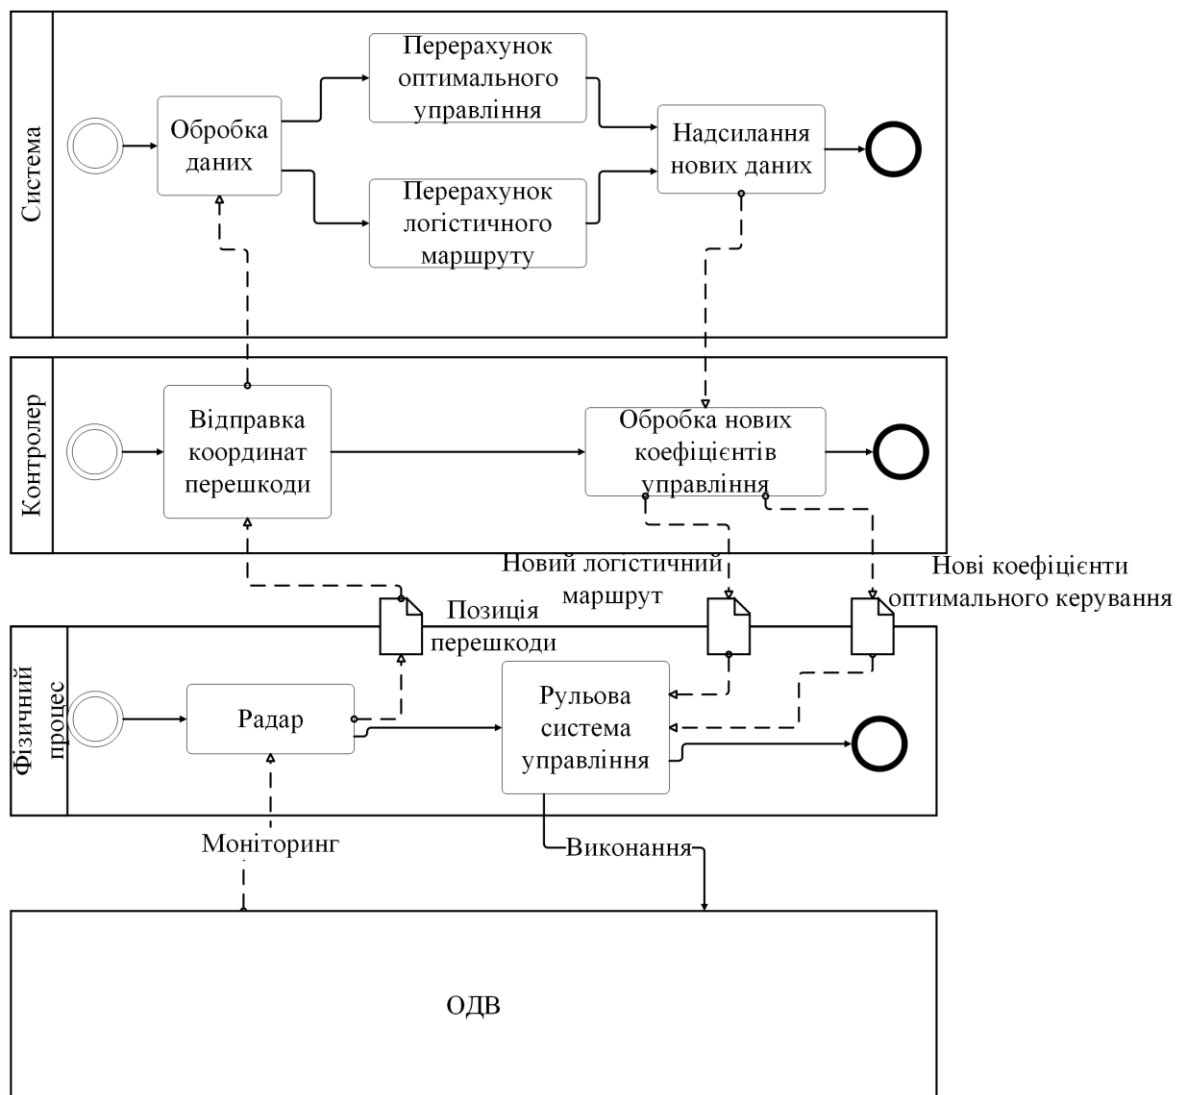 Система
Обробка
даних
Перерахунок
оптимального
управління
Перерахунок
логістичного
маршруту
Надсилання
нових даних
Контролер
Відправка
координат
перешкоди
Обробка нових
коефіцієнтів
управління
Новий логістичний
маршрут
Нові коефіцієнти
оптимального керування
Позиція
перешкоди
Фізичний
процес
Радар
Рульова
система
управління
Моніторинг
Виконання
ОДВ